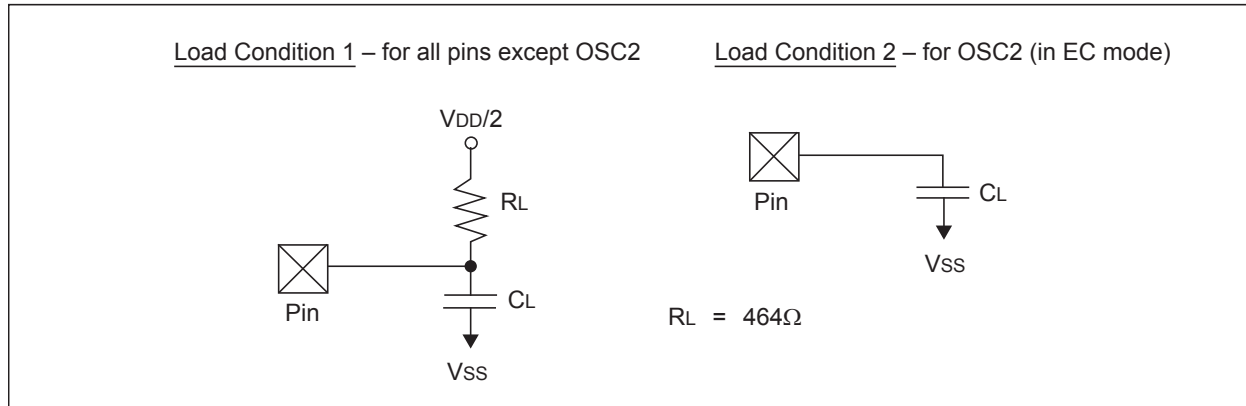 Load Condition 1 – for all pins except OSC2
VDD/2
RL
Pin
CL
VSS
Load Condition 2 – for OSC2 (in EC mode)
Pin
CL
VSS
RL = 464Ω